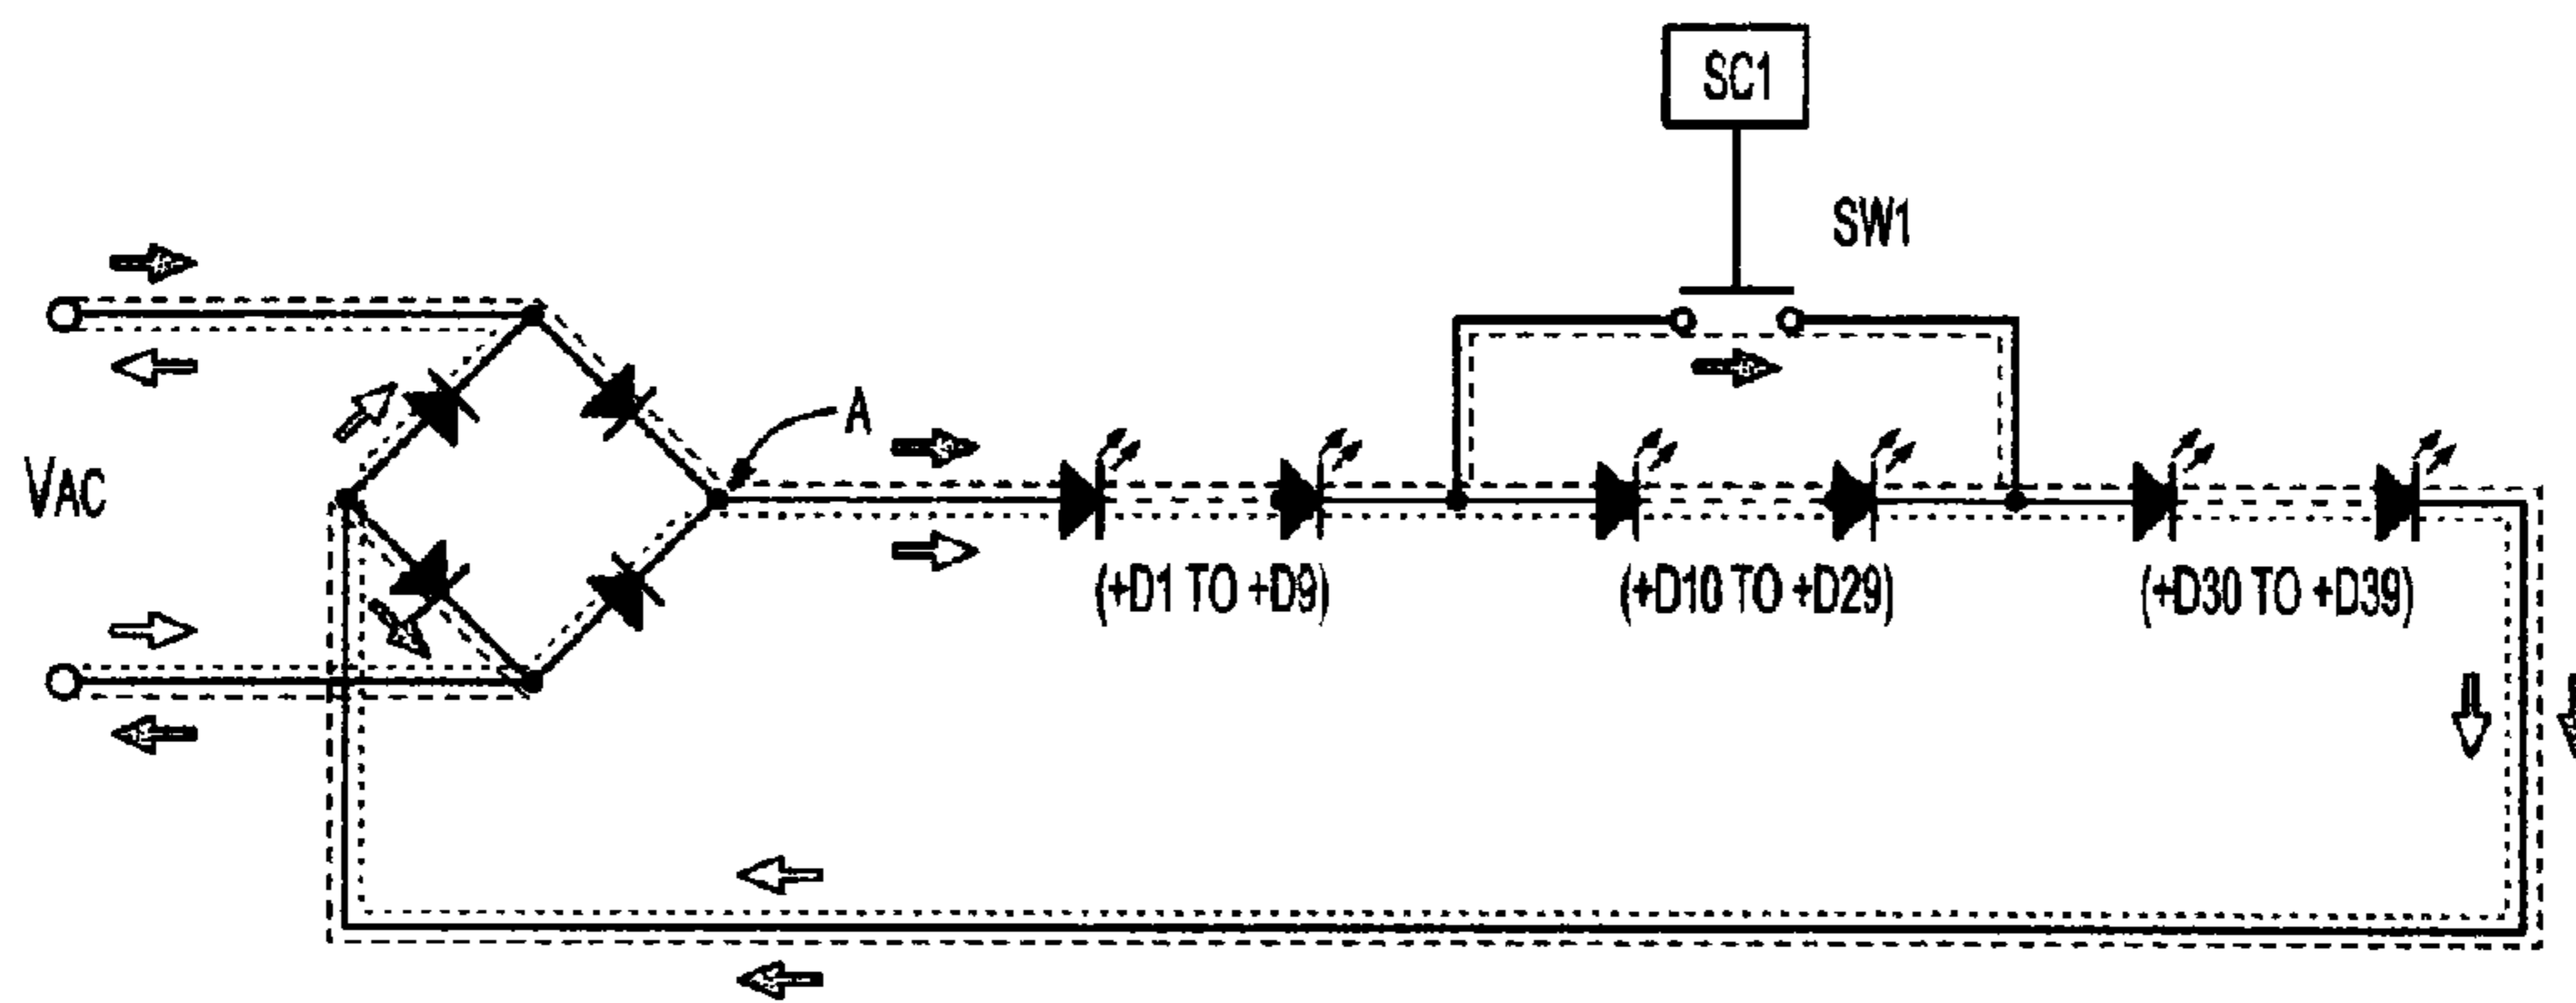 SC1
SW1
A
VAC
(+D1 TO +D9)
(+D10 TO +D29)
(+D30 TO +D39)